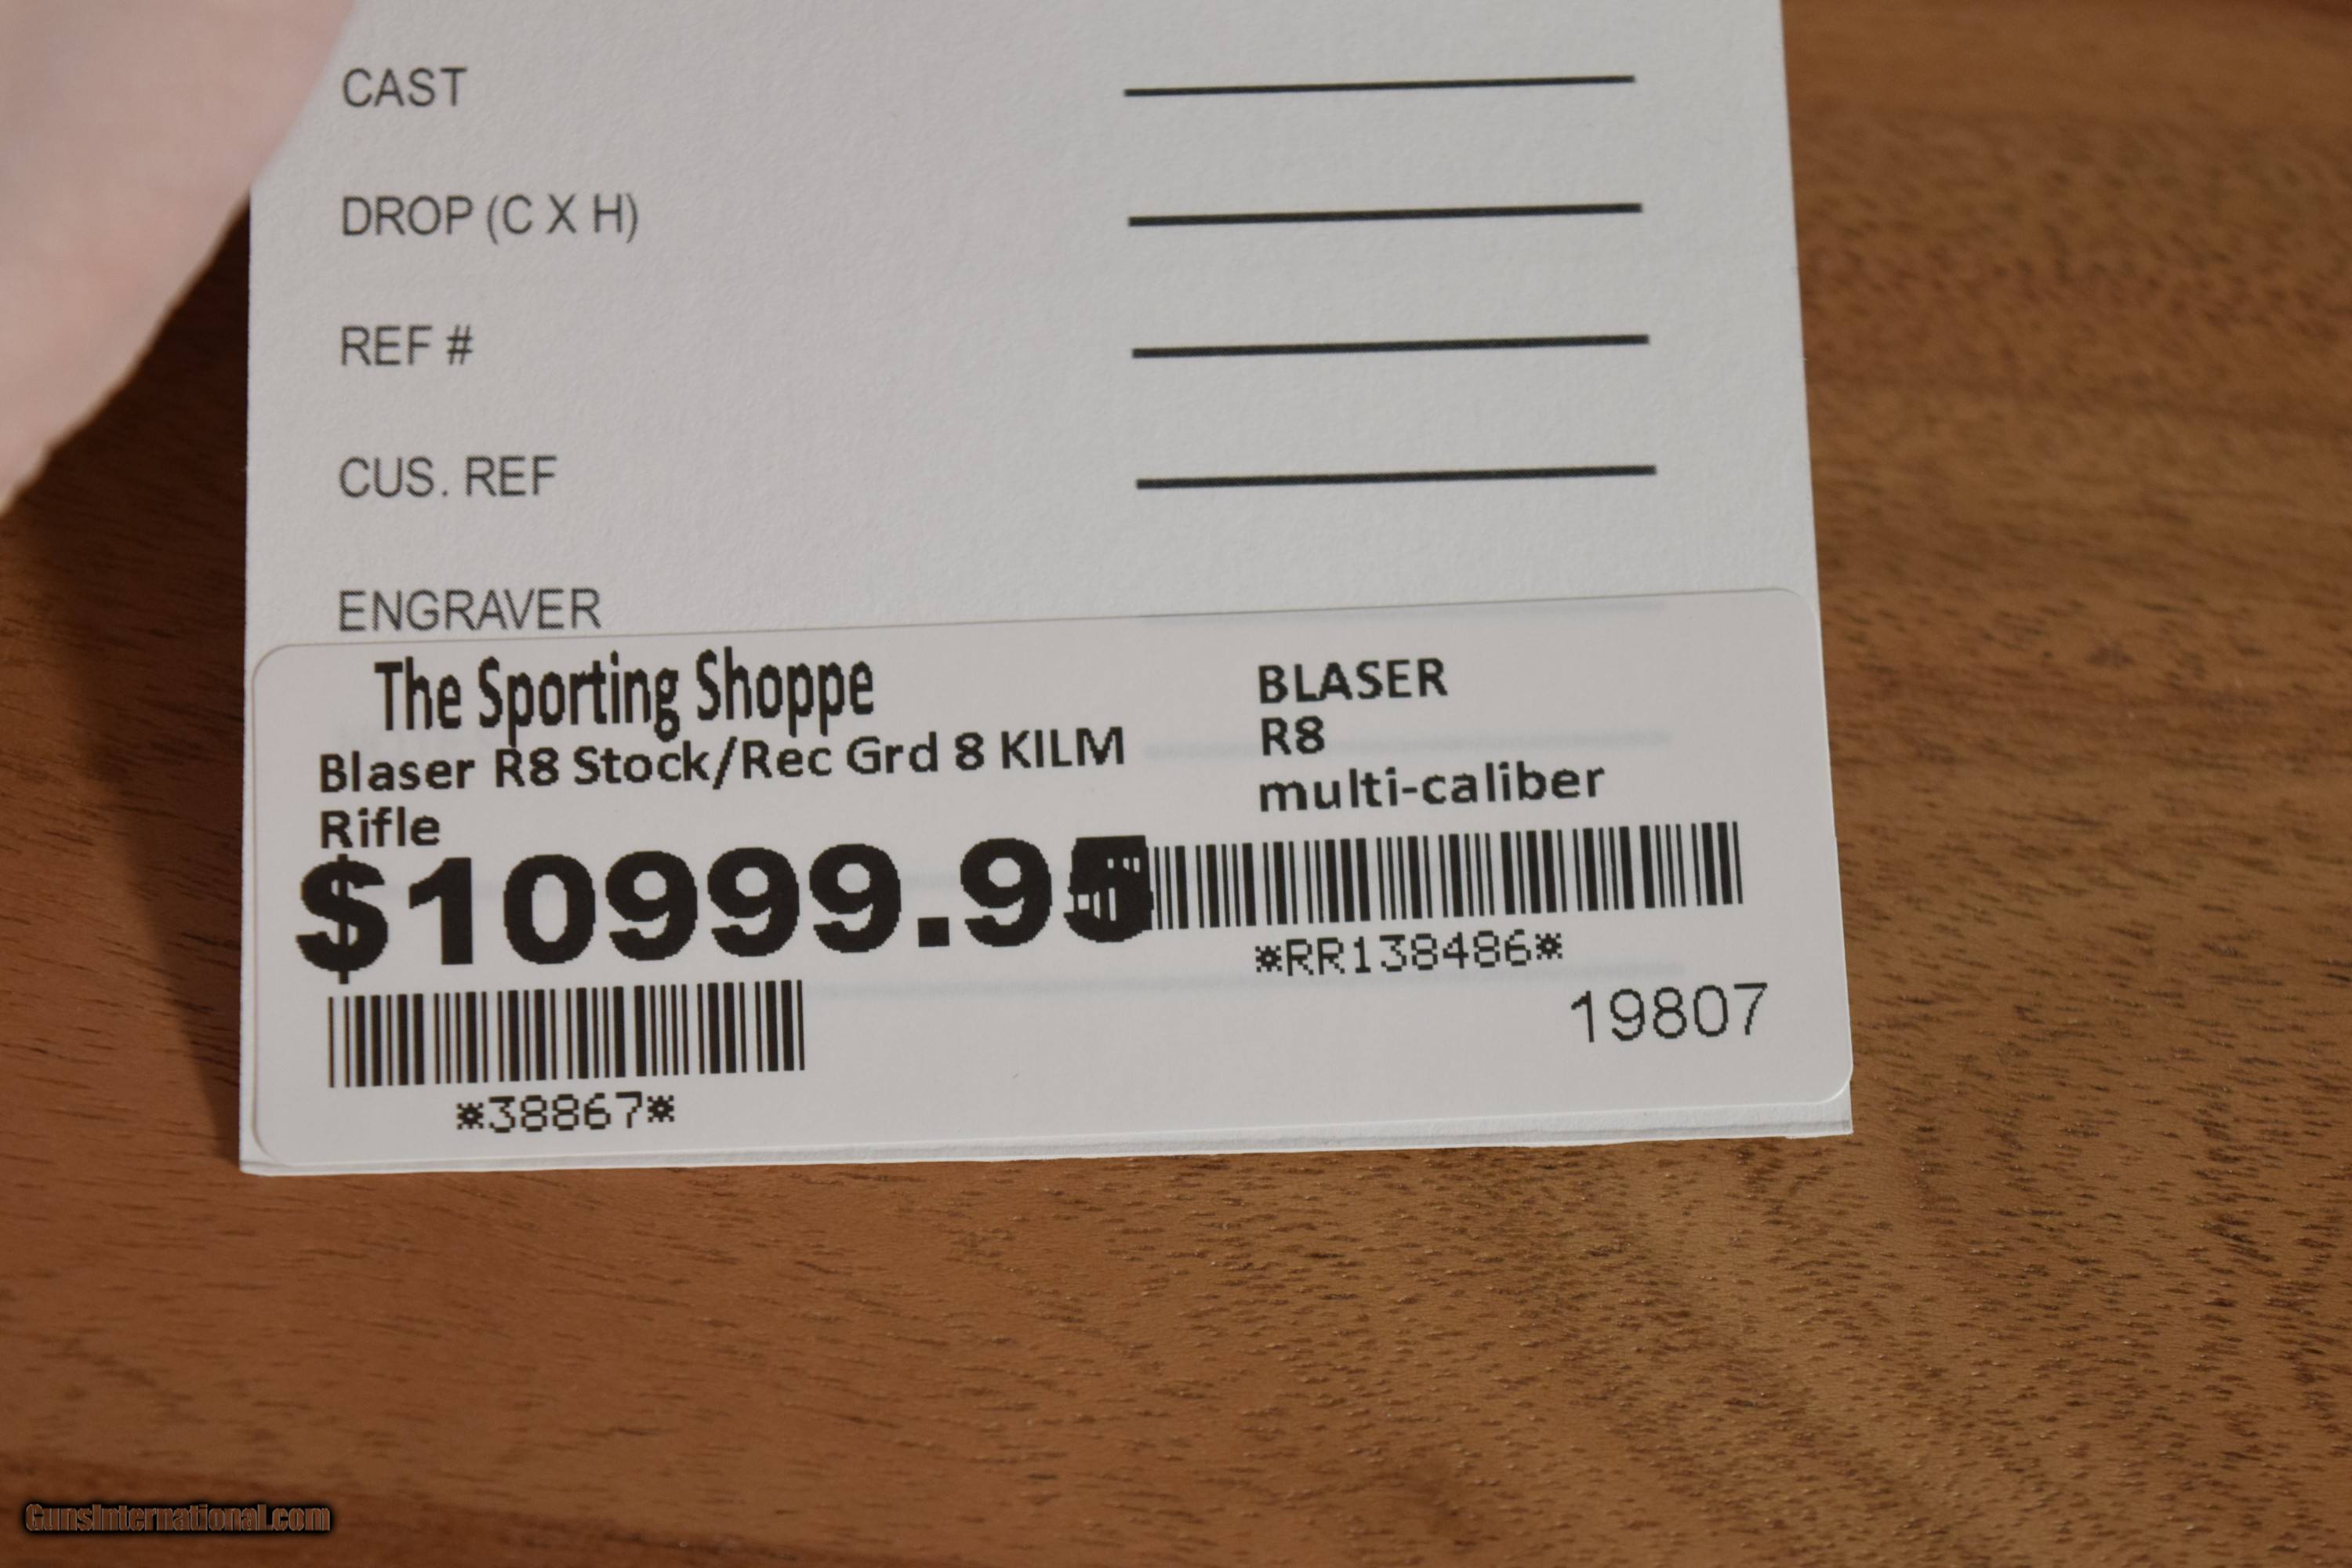 CAST
DROP (C X H)
REF #
CUS. REF
ENGRAVER
The Sporting Shoppe
Blaser R8 Stock/Rec Grd 8 KILM
Rifle
$10999.95
*38867*
BLASER
R8
multi-caliber
*RR138486*
19807
GunsInternational.com